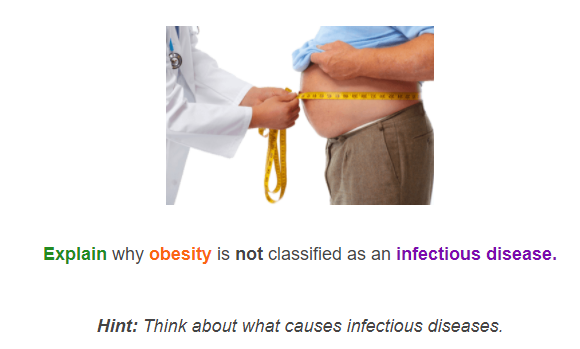 Explain why obesity is not classified as an infectious disease.
Hint: Think about what causes infectious diseases.